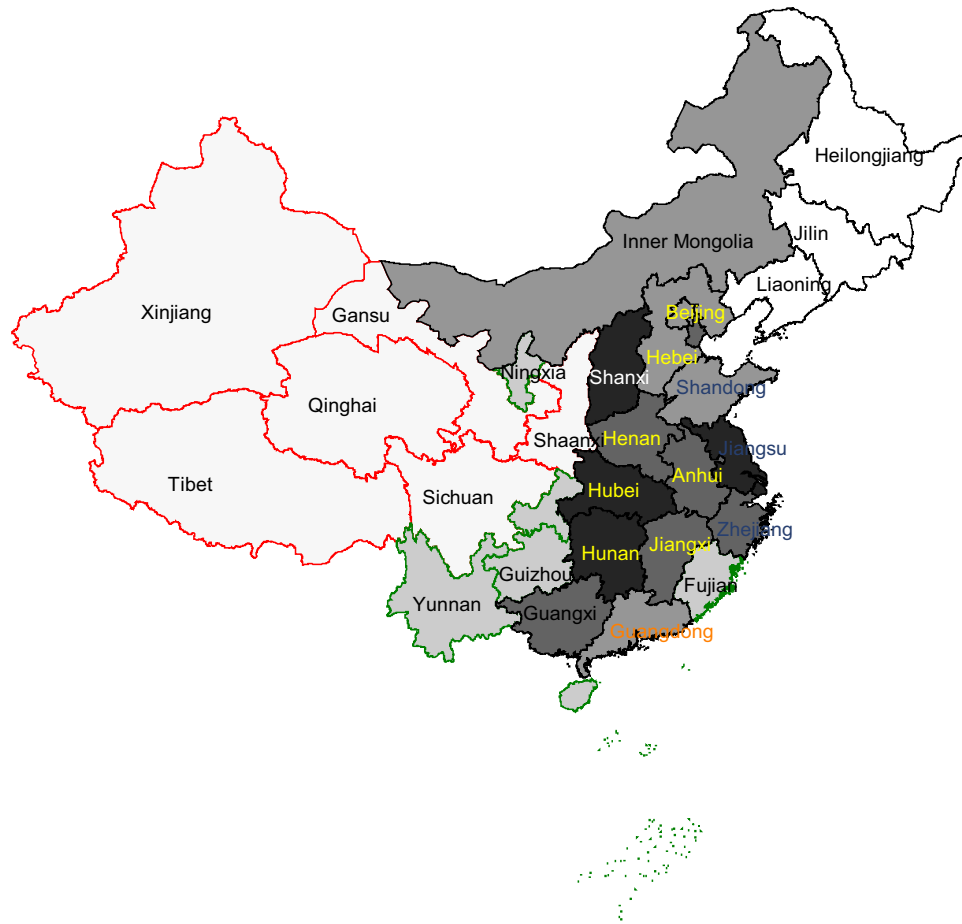 Heilongjiang
Jilin
Inner Mongolia
Liaoning
Xinjiang
Gansu
Beijing
Hebei
Ningxia
Shanxi
Shandong
Qinghai
Shaanxi
Henan
Jiangsu
Anhui
Tibet
Sichuan
Hubei
Zheijiang
Hunan
Jiangxi
Guizhou
Fujian
Yunnan
Guangxi
Guangdong